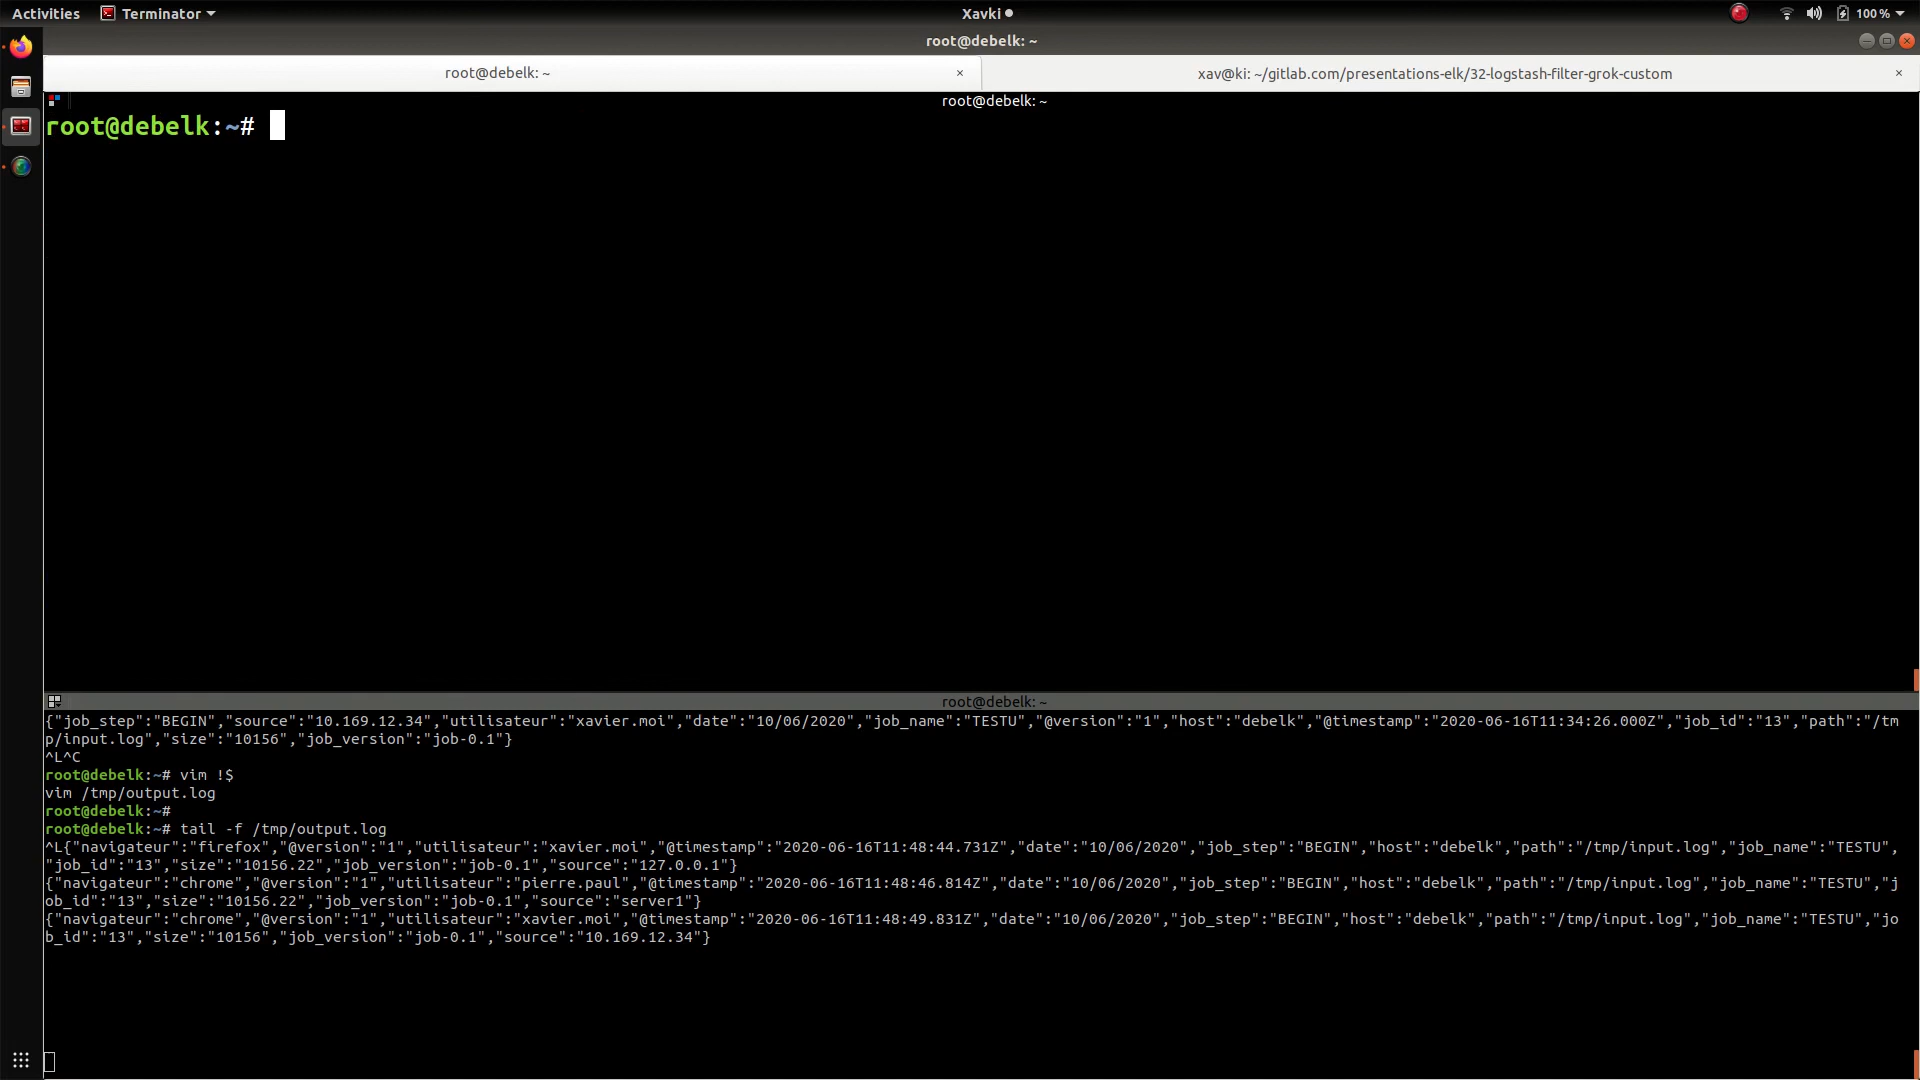 Activities Terminator Xavki 100%
root@debelk: ~
root@debelk: ~ × xav@ki: ~/gitlab.com/presentations-elk/32-logstash-filter-grok-custom ×
root@debelk: ~
root@debelk:~#
root@debelk: ~
{"job_step":"BEGIN","source":"10.169.12.34","utilisateur":"xavier.moi","date":"10/06/2020","job_name":"TESTU","@version":"1","host":"debelk","@timestamp":"2020-06-16T11:34:26.000Z","job_id":"13","path":"/tm
p/input.log","size":"10156","job_version":"job-0.1"}
^L^C
root@debelk:~# vim !$
vim /tmp/output.log
root@debelk:~#
root@debelk:~# tail -f /tmp/output.log
^L{"navigateur":"firefox","@version":"1","utilisateur":"xavier.moi","@timestamp":"2020-06-16T11:48:44.731Z","date":"10/06/2020","job_step":"BEGIN","host":"debelk","path":"/tmp/input.log","job_name":"TESTU",
"job_id":"13","size":"10156.22","job_version":"job-0.1","source":"127.0.0.1"}
{"navigateur":"chrome","@version":"1","utilisateur":"pierre.paul","@timestamp":"2020-06-16T11:48:46.814Z","date":"10/06/2020","job_step":"BEGIN","host":"debelk","path":"/tmp/input.log","job_name":"TESTU","j
ob_id":"13","size":"10156.22","job_version":"job-0.1","source":"server1"}
{"navigateur":"chrome","@version":"1","utilisateur":"xavier.moi","@timestamp":"2020-06-16T11:48:49.831Z","date":"10/06/2020","job_step":"BEGIN","host":"debelk","path":"/tmp/input.log","job_name":"TESTU","jo
b_id":"13","size":"10156","job_version":"job-0.1","source":"10.169.12.34"}